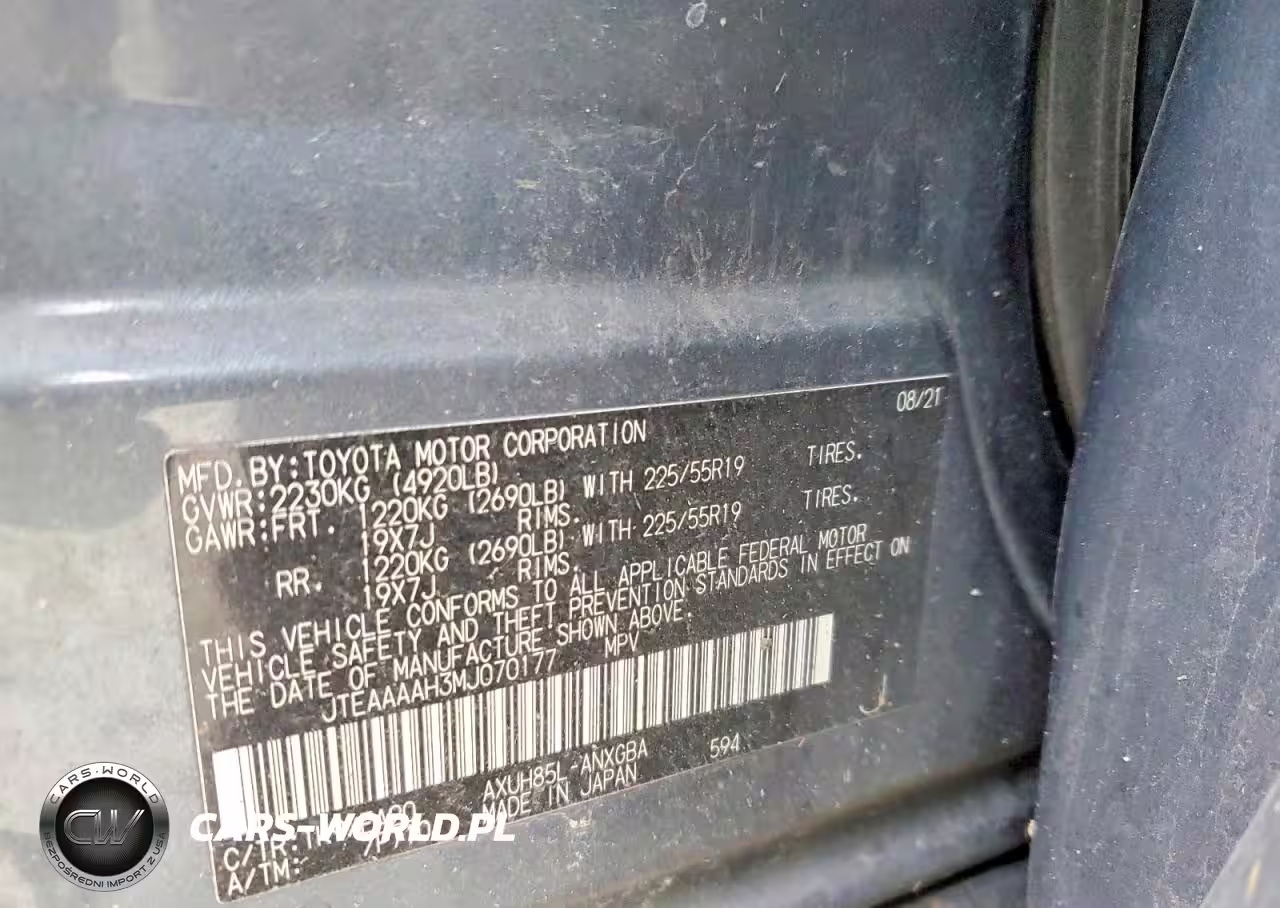 08/21
MFD. BY: TOYOTA MOTOR CORPORATION
GVWR: 2230KG (4920LB)
GAWR: FRT. 1220KG (2690LB) WITH 225/55R19 TIRES.
19X7J RIMS.
RR. 1220KG (2690LB) WITH 225/55R19 TIRES.
19X7J RIMS.
THIS VEHICLE CONFORMS TO ALL APPLICABLE FEDERAL MOTOR
VEHICLE SAFETY AND THEFT PREVENTION STANDARDS IN EFFECT ON
THE DATE OF MANUFACTURE SHOWN ABOVE.
JTEAAAAH3MJ070177 MPV
AXUH85L-ANXGBA 594
C/TR: MADE IN JAPAN
A/TM:
J
CARS-WORLD
CW
BEZPOŚREDNI IMPORT Z USA
CARS-WORLD.PL